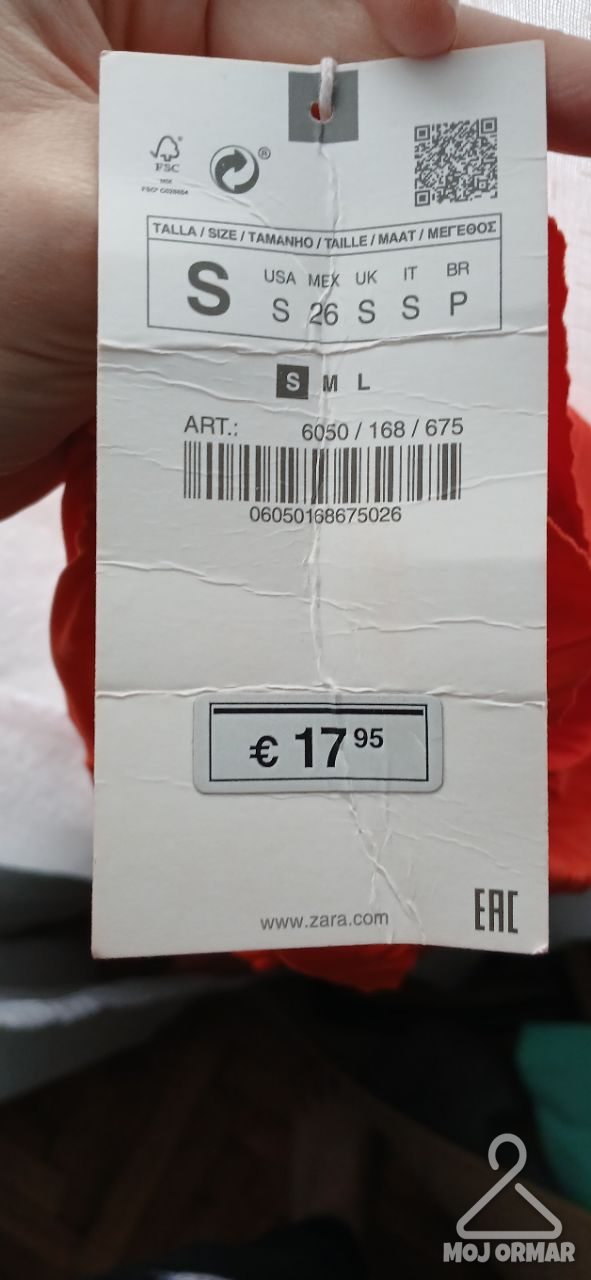 FSC
MIX
®
TALLA / SIZE / TAMANHO / TAILLE / MAAT / ΜΕΓΕΘΟΣ
S
USA MEX UK IT BR
S 26 S S P
S M L
ART.: 6050 / 168 / 675
06050168675026
€ 17 95
www.zara.com
EAC
MOJ ORMAR